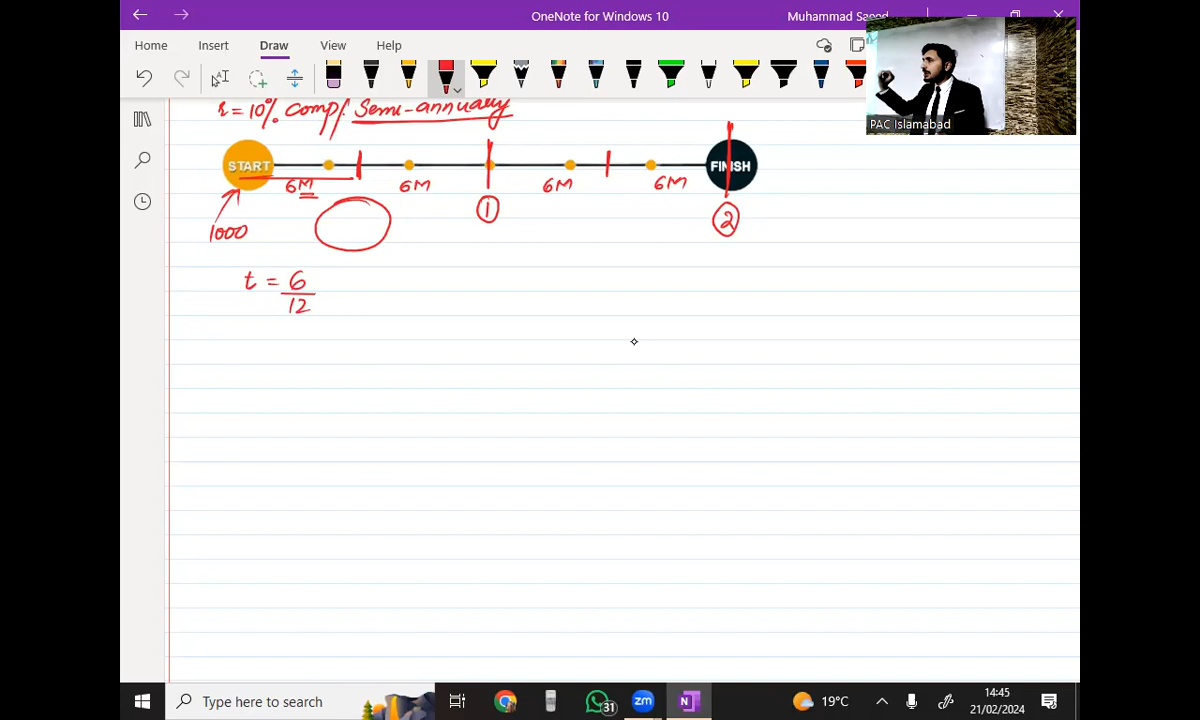 OneNote for Windows 10
Muhammad Saeed
Home Insert Draw View Help
PAC Islamabad
r = 10% comp/. Semi-annually
START
FINISH
6M 6M 6M 6M
1000
1
2
t = 6
12
Type here to search
31
zm
N
19°C
14:45
21/02/2024